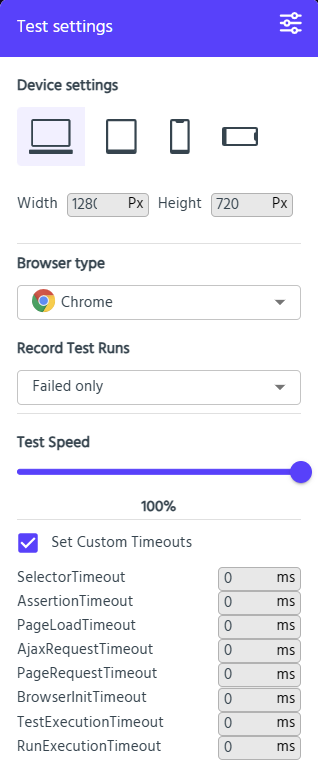 Test settings
Device settings
Width 1280 Px Height 720 Px
Browser type
Chrome
Record Test Runs
Failed only
Test Speed
100%
Set Custom Timeouts
SelectorTimeout 0 ms
AssertionTimeout 0 ms
PageLoadTimeout 0 ms
AjaxRequestTimeout 0 ms
PageRequestTimeout 0 ms
BrowserInitTimeout 0 ms
TestExecutionTimeout 0 ms
RunExecutionTimeout 0 ms